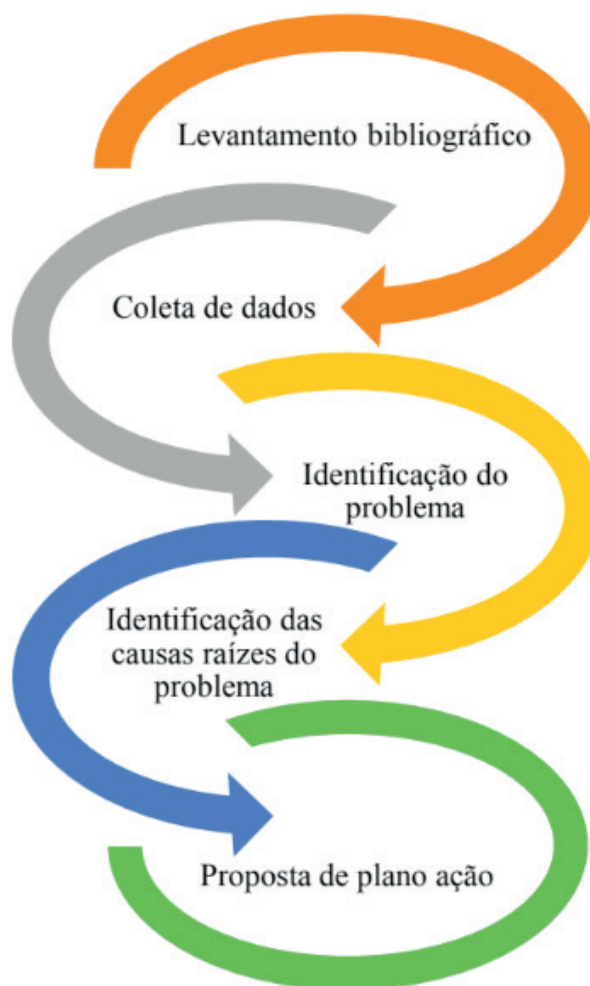 Levantamento bibliográfico
Coleta de dados
Identificação do
problema
Identificação das
causas raízes do
problema
Proposta de plano ação